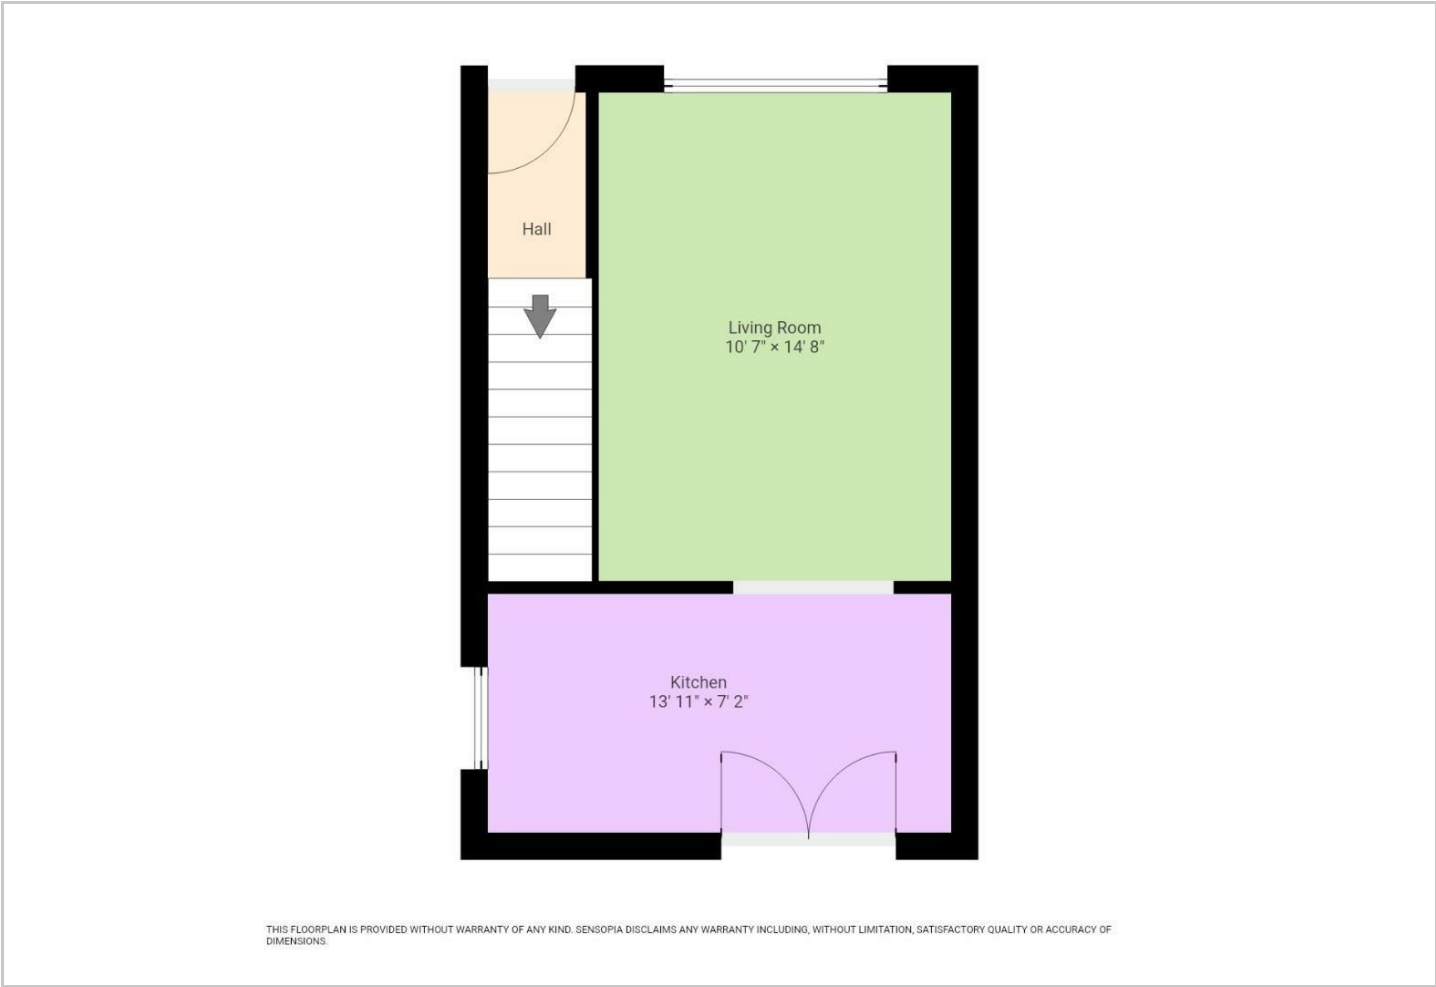 Hall
Living Room
10' 7" × 14' 8"
Kitchen
13' 11" × 7' 2"
THIS FLOORPLAN IS PROVIDED WITHOUT WARRANTY OF ANY KIND. SENSOPIA DISCLAIMS ANY WARRANTY INCLUDING, WITHOUT LIMITATION, SATISFACTORY QUALITY OR ACCURACY OF
DIMENSIONS.